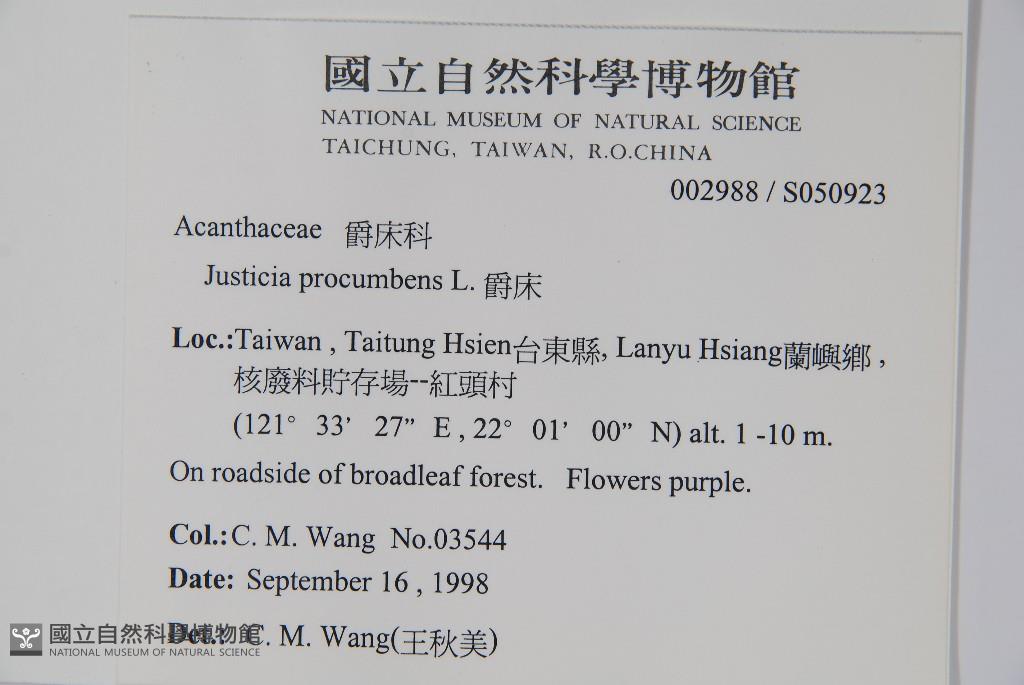 國立自然科學博物館
NATIONAL MUSEUM OF NATURAL SCIENCE
TAICHUNG, TAIWAN, R.O.CHINA
002988 / S050923
Acanthaceae 爵床科
Justicia procumbens L. 爵床
Loc.:Taiwan , Taitung Hsien台東縣, Lanyu Hsiang蘭嶼鄉 ,
核廢料貯存場--紅頭村
(121° 33’ 27” E , 22° 01’ 00” N) alt. 1 -10 m.
On roadside of broadleaf forest. Flowers purple.
Col.:C. M. Wang No.03544
Date: September 16 , 1998
Det.: C. M. Wang(王秋美)
國立自然科學博物館
NATIONAL MUSEUM OF NATURAL SCIENCE